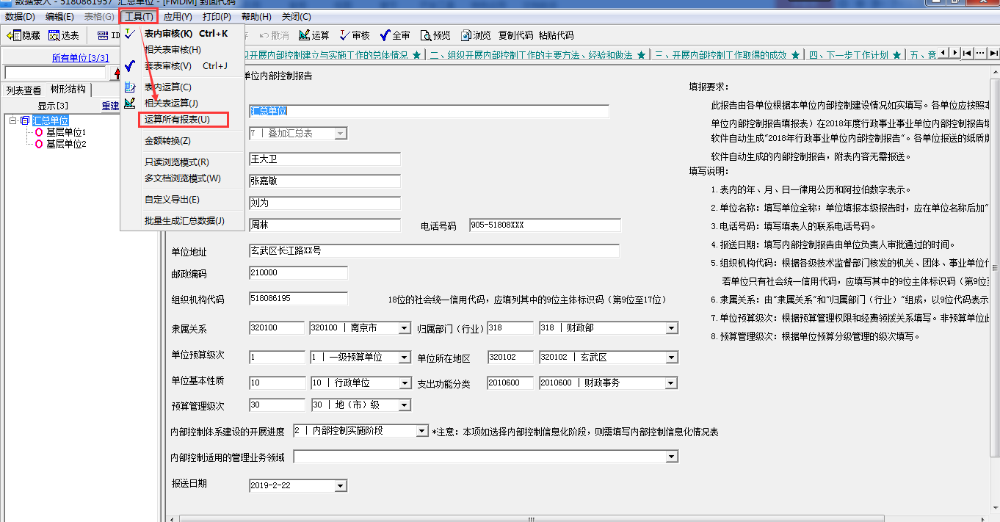 数据录入 - 5180861957 汇总单位 - [FMDM] 封面代码
数据(D) 编辑(E) 表格(G) 工具(T) 应用(Y) 打印(P) 帮助(H) 关闭(C)
隐藏 选表 撤消 运算 审核 全审 预览 浏览 复制代码 粘贴代码
表内审核(K) Ctrl+K
相关表审核(H)
套表审核(V) Ctrl+J
表内运算(C)
相关表运算(J)
运算所有报表(U)
金额转换(Z)
只读浏览模式(R)
多文档浏览模式(W)
自定义导出(E)
批量生成汇总数据(J)
所有单位[3/3]
列表查看 树形结构
显示[3] 重建
汇总单位
基层单位1
基层单位2
开展内部控制建立与实施工作的总体情况 ★ 二、组织开展内部控制工作的主要方法、经验和做法 ★ 三、开展内部控制工作取得的成效 ★ 四、下一步工作计划 ★ 五、意
单位内部控制报告
汇总单位
7 | 叠加汇总表
王大卫
张嘉敏
刘为
周林 电话号码 905-51808XXX
单位地址 玄武区长江路XX号
邮政编码 210000
组织机构代码 518086195 18位的社会统一信用代码，应填列其中的9位主体标识码（第9位至17位）
隶属关系 320100 320100 | 南京市 归属部门（行业） 318 318 | 财政部
单位预算级次 1 1 | 一级预算单位 单位所在地区 320102 320102 | 玄武区
单位基本性质 10 10 | 行政单位 支出功能分类 2010600 2010600 | 财政事务
预算管理级次 30 30 | 地（市）级
内部控制体系建设的开展进度 2 | 内部控制实施阶段 *注意：本项如选择内部控制信息化阶段，则需填写内部控制信息化情况表
内部控制适用的管理业务领域
报送日期 2019-2-22
填报要求：
此报告由各单位根据本单位内部控制建设情况如实填写。各单位应按照本
单位内部控制报告填报表）在2018年度行政事业单位内部控制报告填
软件自动生成“2018年行政事业单位内部控制报告”。各单位报送的纸质版
软件自动生成的内部控制报告，附表内容无需报送。
填写说明：
1. 表内的年、月、日一律用公历和阿拉伯数字表示。
2. 单位名称：填写单位全称；单位填报本级报告时，应在单位名称后加“
3. 电话号码：填写填表人的联系电话号码。
4. 报送日期：填写内部控制报告由单位负责人审批通过的时间。
5. 组织机构代码：根据各级技术监督部门核发的机关、团体、事业单位代
若单位只有社会统一信用代码，应填写其中的9位主体标识码（第9位至
6. 隶属关系：由“隶属关系”和“归属部门（行业）”组成，以9位代码表示
7. 单位预算级次：根据预算管理权限和经费领拨关系填写。非预算单位此
8. 预算管理级次：根据单位预算分级管理的级次填写。